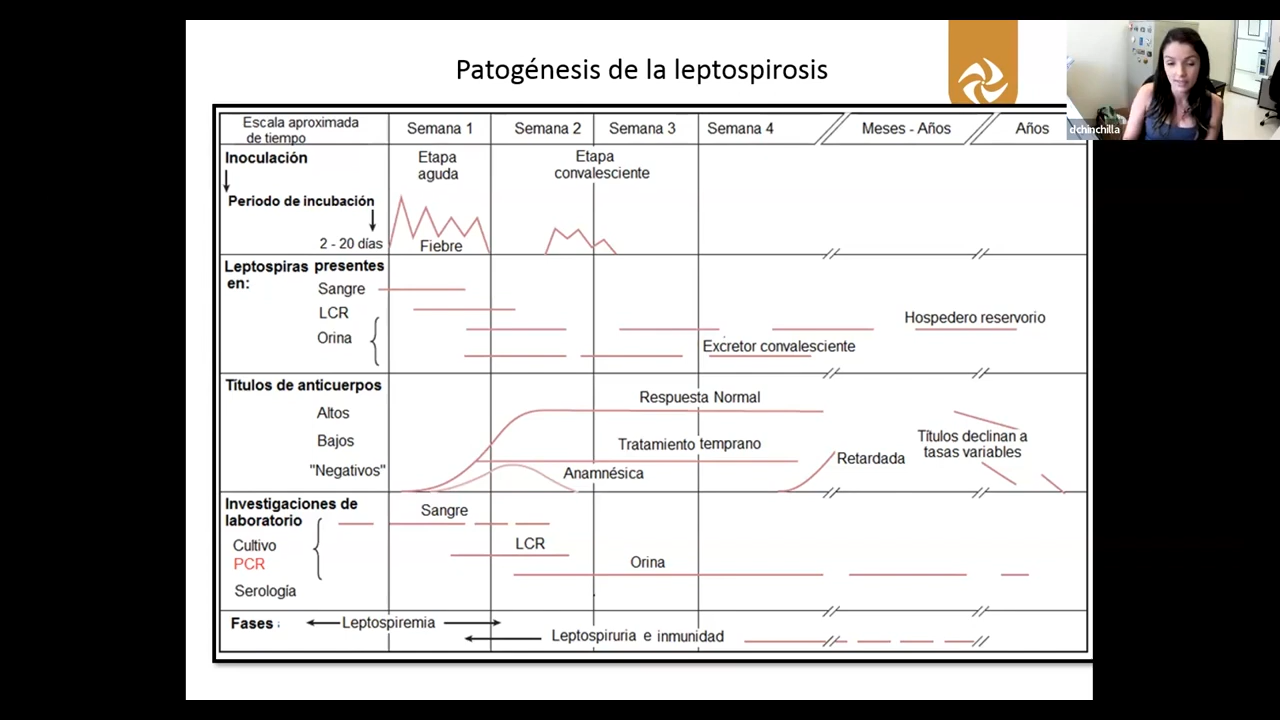 Patogénesis de la leptospirosis
dchinchilla
Escala aproximada
de tiempo
Semana 1
Semana 2
Semana 3
Semana 4
Meses - Años
Años
Inoculación
Etapa
aguda
Etapa
convalesciente
Periodo de incubación
2 - 20 días
Fiebre
Leptospiras presentes
en:
Sangre
LCR
Orina
Hospedero reservorio
Excretor convalesciente
Titulos de anticuerpos
Altos
Bajos
"Negativos"
Respuesta Normal
Tratamiento temprano
Anamnésica
Retardada
Títulos declinan a
tasas variables
Investigaciones de
laboratorio
Cultivo
PCR
Serología
Sangre
LCR
Orina
Fases :
Leptospiremia
Leptospiruria e inmunidad